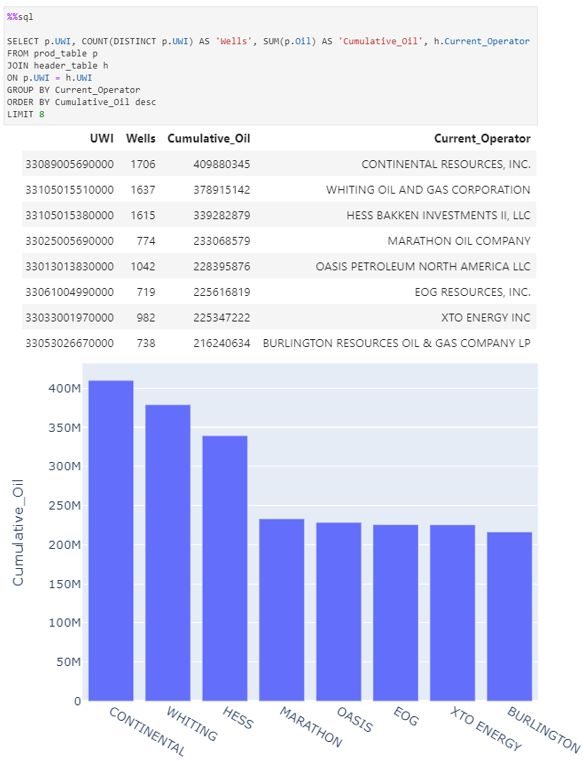 %%sql
SELECT p.UWI, COUNT(DISTINCT p.UWI) AS 'Wells', SUM(p.Oil) AS 'Cumulative_Oil', h.Current_Operator
FROM prod_table p
JOIN header_table h
ON p.UWI = h.UWI
GROUP BY Current_Operator
ORDER BY Cumulative_Oil desc
LIMIT 8
UWI Wells Cumulative_Oil Current_Operator
33089005690000 1706 409880345 CONTINENTAL RESOURCES, INC.
33105015510000 1637 378915142 WHITING OIL AND GAS CORPORATION
33105015380000 1615 339282879 HESS BAKKEN INVESTMENTS II, LLC
33025005690000 774 233068579 MARATHON OIL COMPANY
33013013830000 1042 228395876 OASIS PETROLEUM NORTH AMERICA LLC
33061004990000 719 225616819 EOG RESOURCES, INC.
33033001970000 982 225347222 XTO ENERGY INC
33053026670000 738 216240634 BURLINGTON RESOURCES OIL & GAS COMPANY LP
400M
350M
300M
250M
200M
150M
100M
50M
0
Cumulative_Oil
CONTINENTAL
WHITING
HESS
MARATHON
OASIS
EOG
XTO ENERGY
BURLINGTON